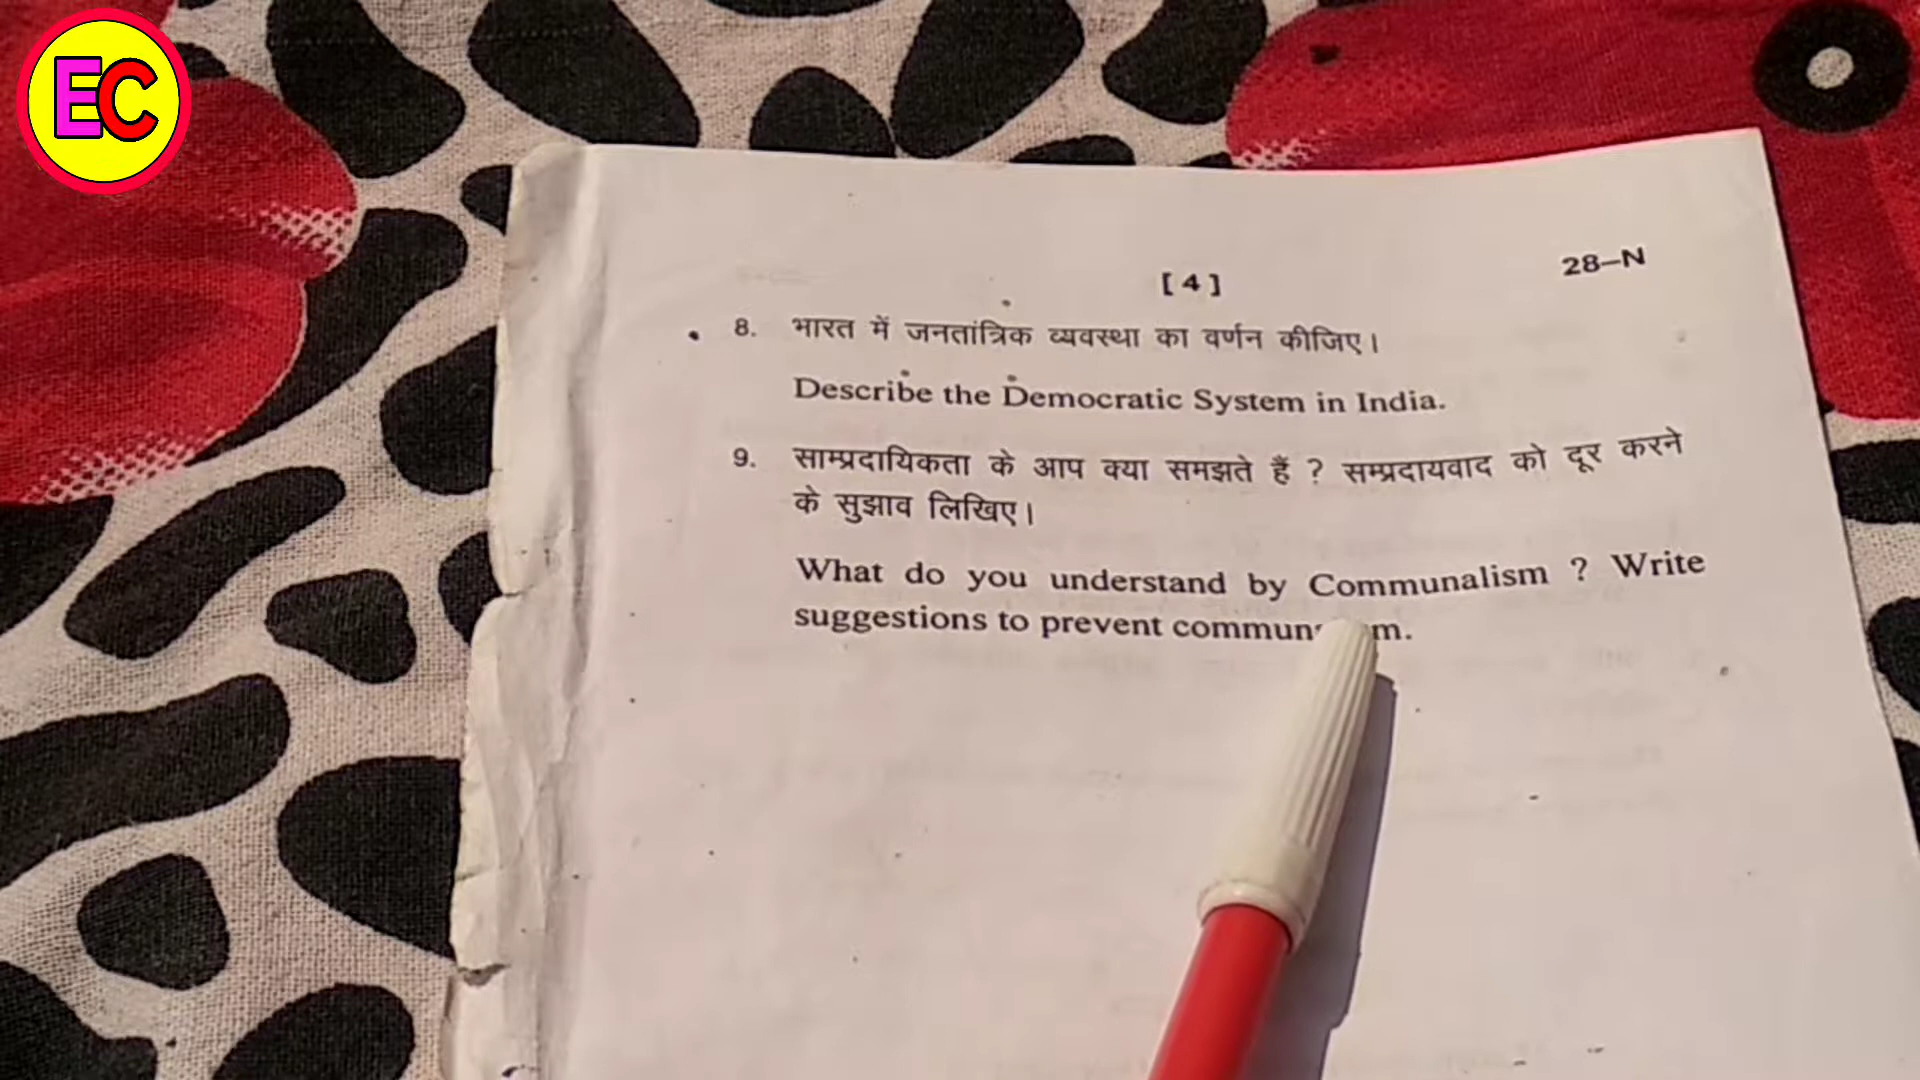 EC
[ 4 ]
28–N
8. भारत में जनतांत्रिक व्यवस्था का वर्णन कीजिए।
Describe the Democratic System in India.
9. साम्प्रदायिकता के आप क्या समझते हैं ? सम्प्रदायवाद को दूर करने
के सुझाव लिखिए।
What do you understand by Communalism ? Write
suggestions to prevent